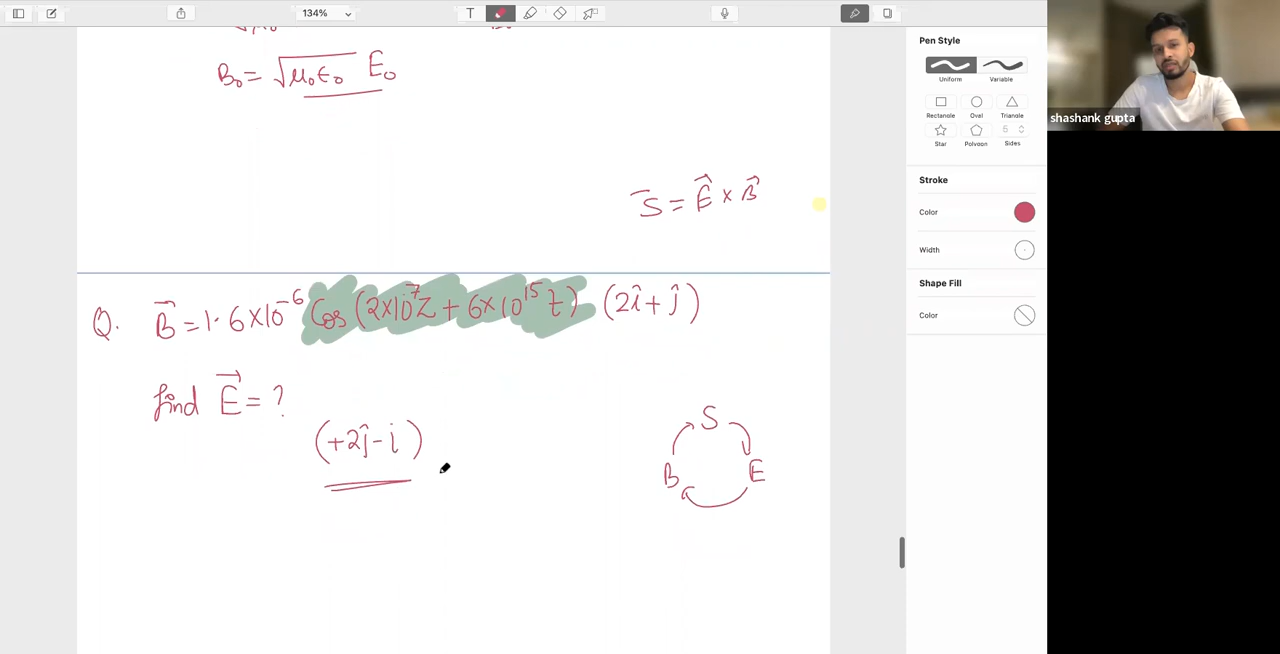 134%
T
Pen Style
Uniform
Variable
Rectangle
Oval
Triangle
Star
Polygon
5
Sides
Stroke
Color
Width
Shape Fill
Color
shashank gupta
B₀ = √μ₀ε₀ E₀
S = E⃗ × B⃗
Q. B⃗ = 1.6×10⁻⁶ Cos (2×10⁷Z + 6×10¹⁵t) (2î + ĵ)
find E⃗ = ?
(+2ĵ - i)
S
B E